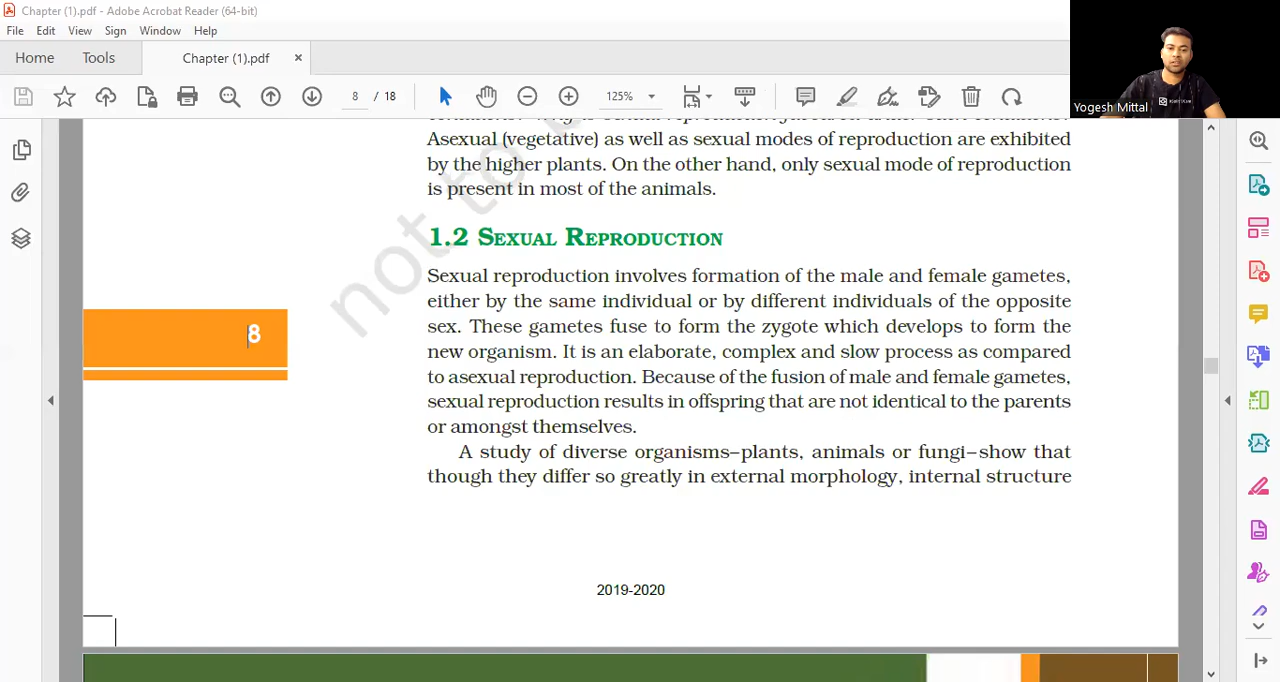 Chapter (1).pdf - Adobe Acrobat Reader (64-bit)
File Edit View Sign Window Help
Home Tools Chapter (1).pdf ×
8 / 18 125%
Yogesh Mittal
Asexual (vegetative) as well as sexual modes of reproduction are exhibited
by the higher plants. On the other hand, only sexual mode of reproduction
is present in most of the animals.
not to
1.2 SEXUAL REPRODUCTION
Sexual reproduction involves formation of the male and female gametes,
either by the same individual or by different individuals of the opposite
sex. These gametes fuse to form the zygote which develops to form the
new organism. It is an elaborate, complex and slow process as compared
to asexual reproduction. Because of the fusion of male and female gametes,
sexual reproduction results in offspring that are not identical to the parents
or amongst themselves.
8
A study of diverse organisms–plants, animals or fungi–show that
though they differ so greatly in external morphology, internal structure
2019-2020